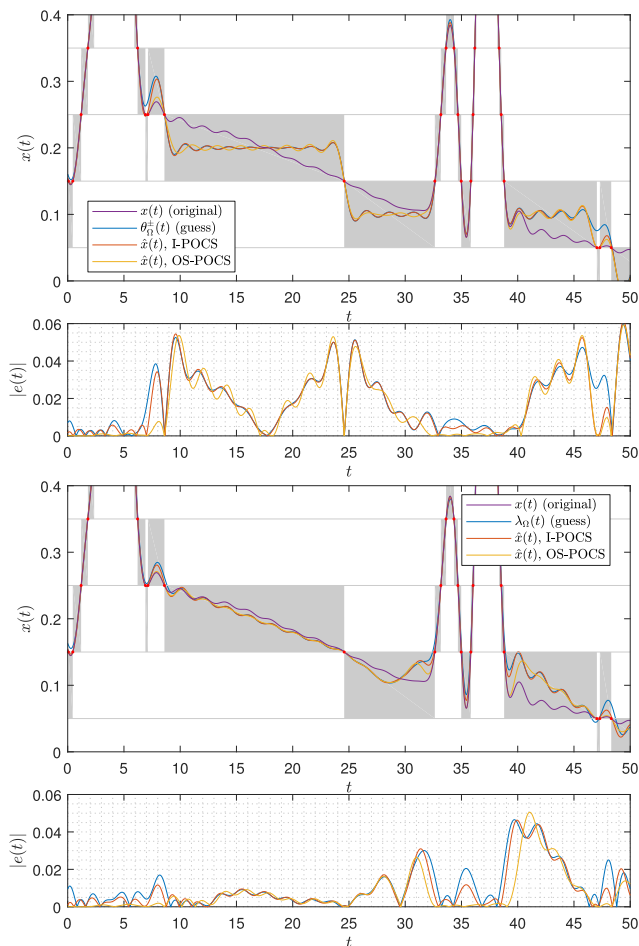 0.4
0.3
0.2
0.1
0
x(t)
x(t) (original)
θ_Ω^±(t) (guess)
x̂(t), I-POCS
x̂(t), OS-POCS
0 5 10 15 20 25 30 35 40 45 50
t
0.06
0.04
0.02
0
|e(t)|
0 5 10 15 20 25 30 35 40 45 50
t
0.4
0.3
0.2
0.1
0
x(t)
x(t) (original)
λ_Ω(t) (guess)
x̂(t), I-POCS
x̂(t), OS-POCS
0 5 10 15 20 25 30 35 40 45 50
t
0.06
0.04
0.02
0
|e(t)|
0 5 10 15 20 25 30 35 40 45 50
t